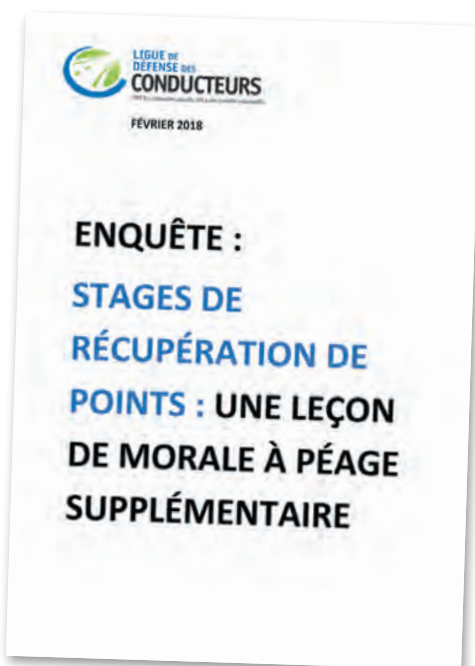 LIGUE DE
DÉFENSE DES
CONDUCTEURS
FÉVRIER 2018
ENQUÊTE :
STAGES DE
RÉCUPÉRATION DE
POINTS : UNE LEÇON
DE MORALE À PÉAGE
SUPPLÉMENTAIRE